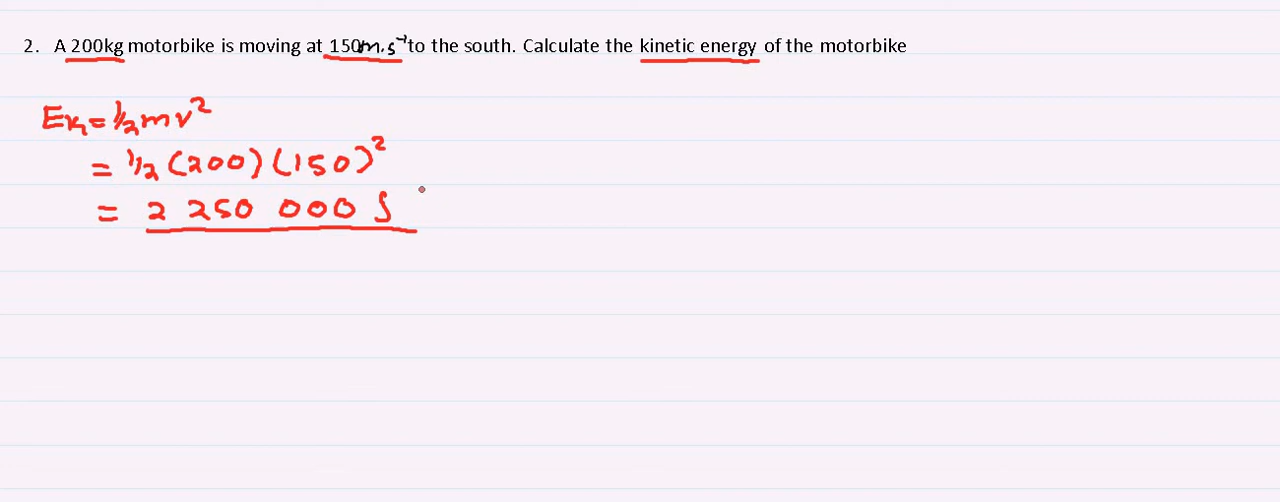 2. A 200kg motorbike is moving at 150m.s⁻¹ to the south. Calculate the kinetic energy of the motorbike
Ek = ½mv²
= ½ (200) (150)²
= 2 250 000 J